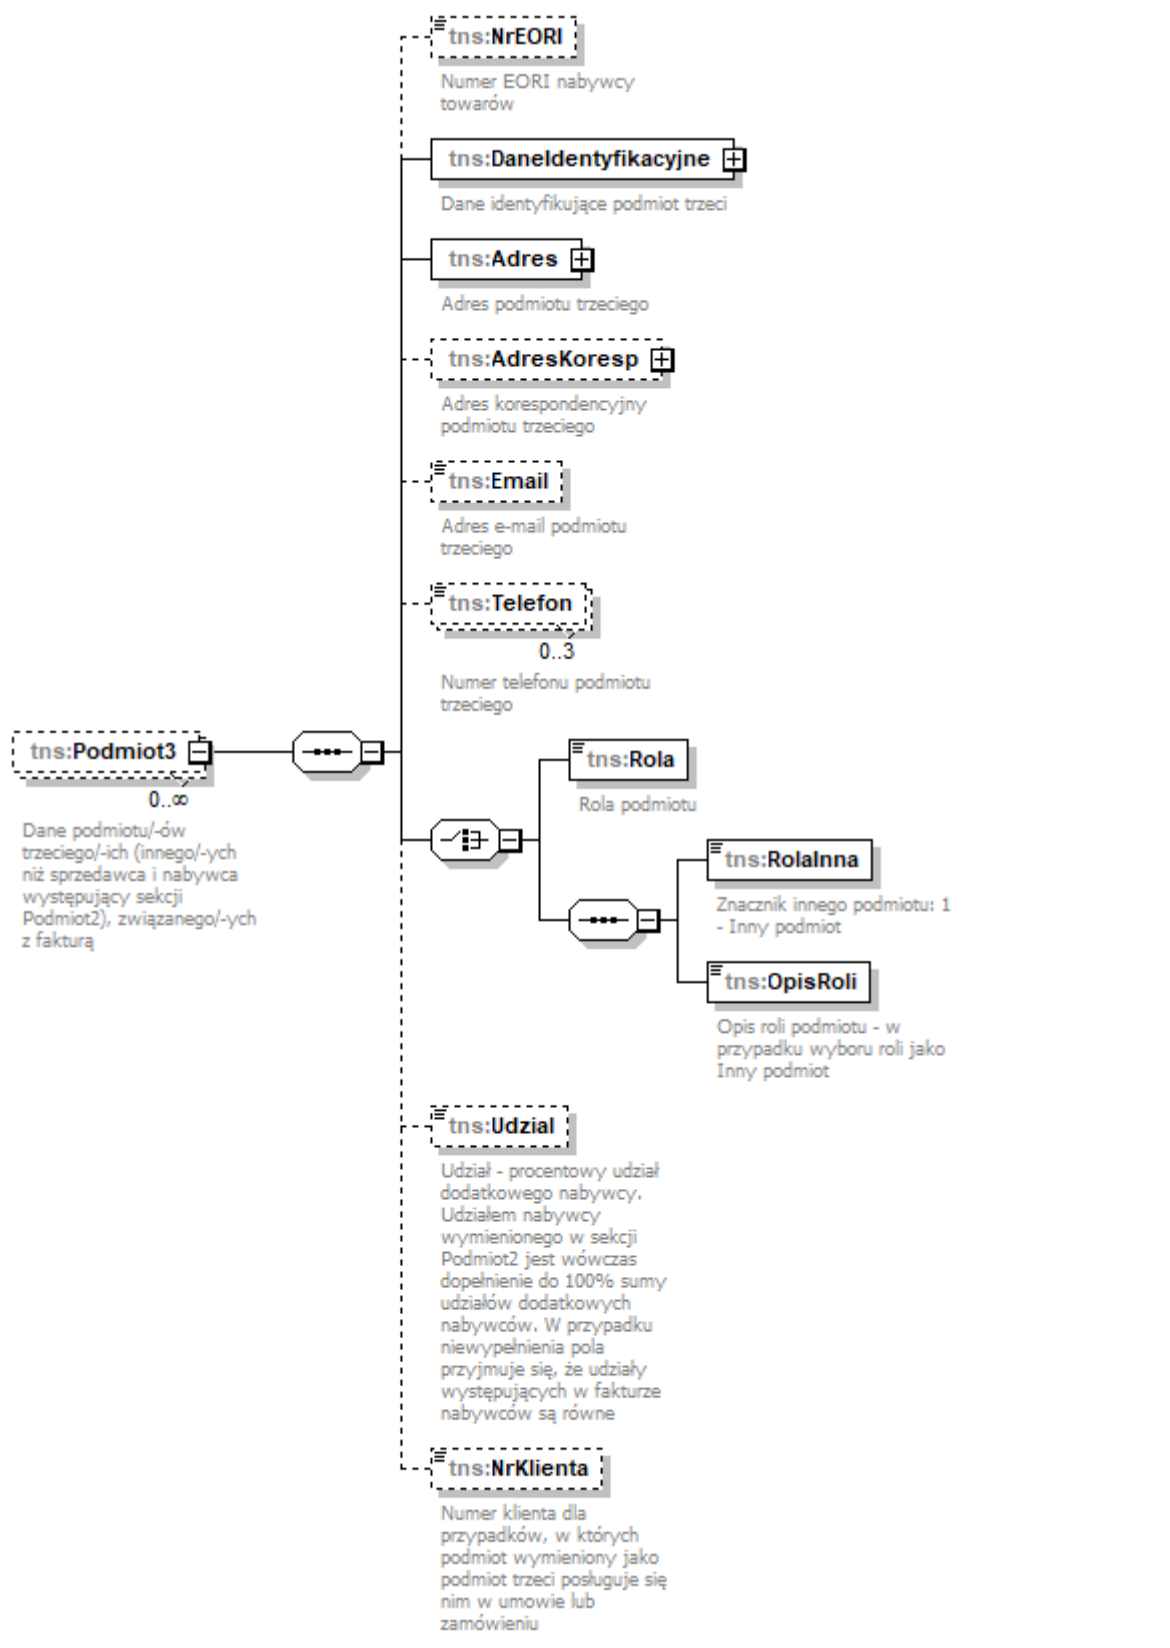 tns:NrEORI
Numer EORI nabywcy
towarów
tns:DaneIdentyfikacyjne
Dane identyfikujące podmiot trzeci
tns:Adres
Adres podmiotu trzeciego
tns:AdresKoresp
Adres korespondencyjny
podmiotu trzeciego
tns:Email
Adres e-mail podmiotu
trzeciego
tns:Telefon
0..3
Numer telefonu podmiotu
trzeciego
tns:Podmiot3
0..∞
Dane podmiotu/-ów
trzeciego/-ich (innego/-ych
niż sprzedawca i nabywca
występujący sekcji
Podmiot2), związanego/-ych
z fakturą
tns:Rola
Rola podmiotu
tns:RolaInna
Znacznik innego podmiotu: 1
- Inny podmiot
tns:OpisRoli
Opis roli podmiotu - w
przypadku wyboru roli jako
Inny podmiot
tns:Udzial
Udział - procentowy udział
dodatkowego nabywcy.
Udziałem nabywcy
wymienionego w sekcji
Podmiot2 jest wówczas
dopełnienie do 100% sumy
udziałów dodatkowych
nabywców. W przypadku
niewypełnienia pola
przyjmuje się, że udziały
występujących w fakturze
nabywców są równe
tns:NrKlienta
Numer klienta dla
przypadków, w których
podmiot wymieniony jako
podmiot trzeci posługuje się
nim w umowie lub
zamówieniu